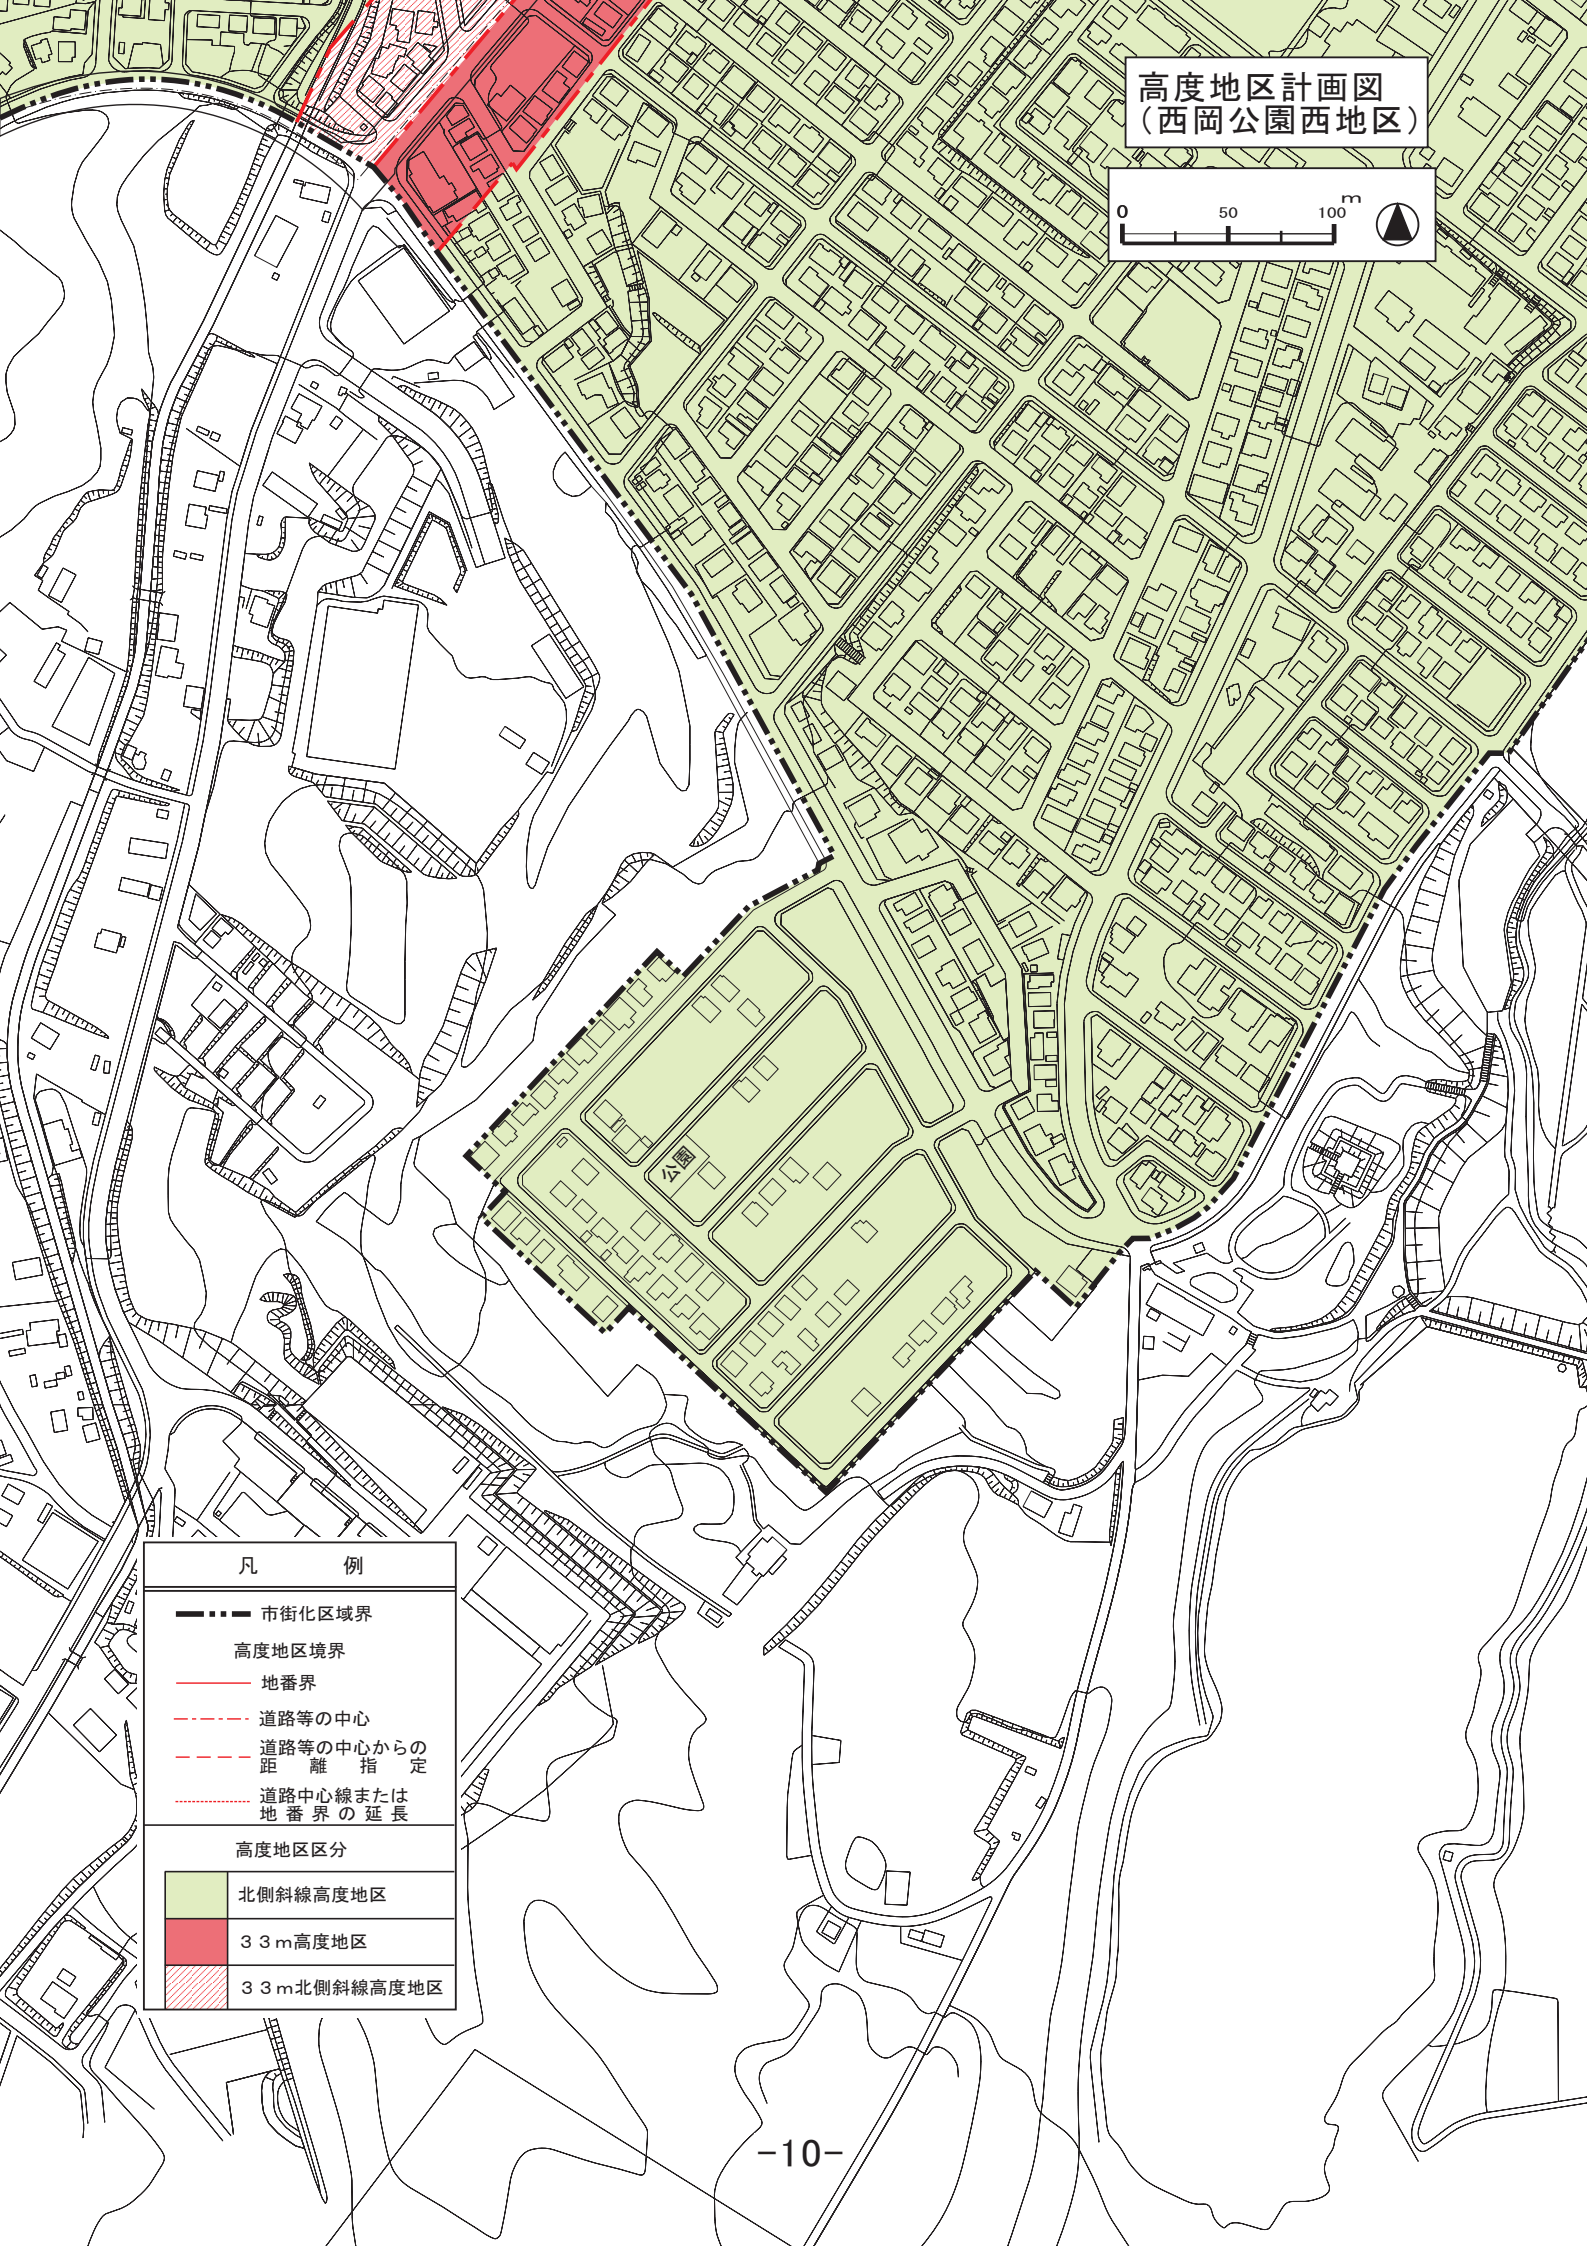 高度地区計画図
（西岡公園西地区）
0 50 100 m
公園
凡 例
市街化区域界
高度地区境界
地番界
道路等の中心
道路等の中心からの
距 離 指 定
道路中心線または
地 番 界 の 延 長
高度地区区分
北側斜線高度地区
３３ｍ高度地区
３３ｍ北側斜線高度地区
−10−